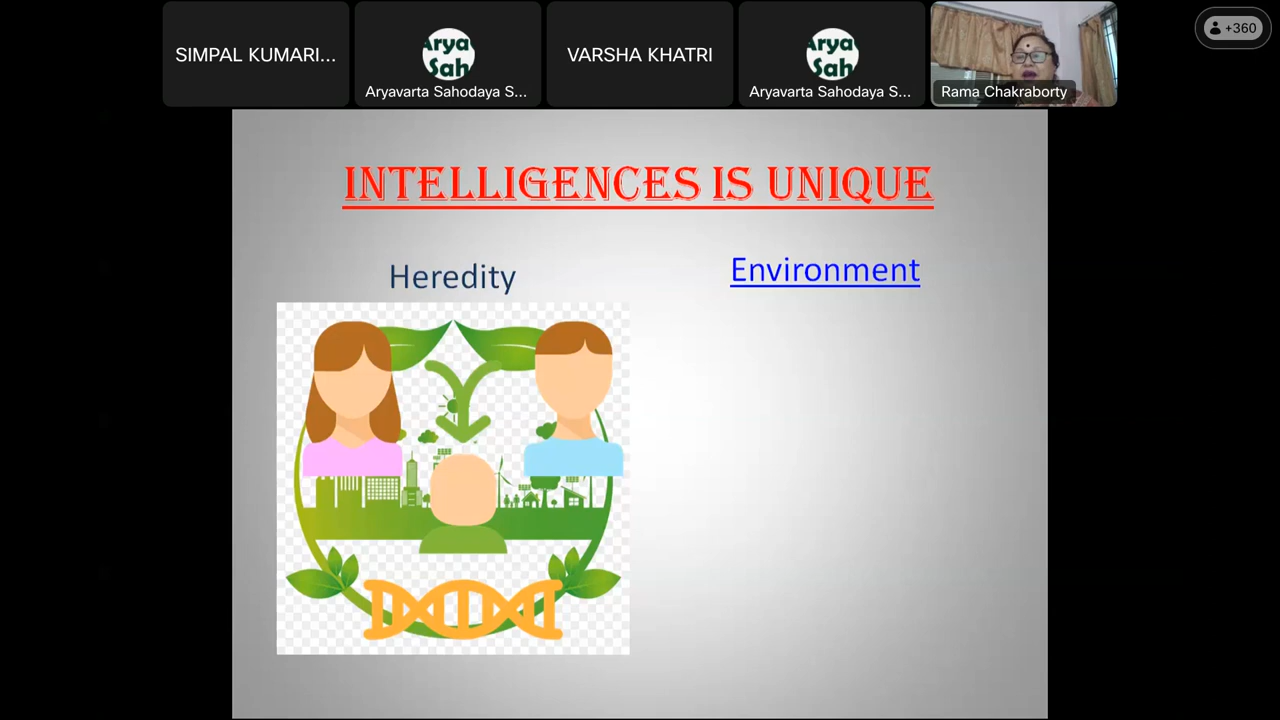 SIMPAL KUMARI...
Arya
Sah
Aryavarta Sahodaya S...
VARSHA KHATRI
Arya
Sah
Aryavarta Sahodaya S...
Rama Chakraborty
+360
INTELLIGENCES IS UNIQUE
Heredity
Environment